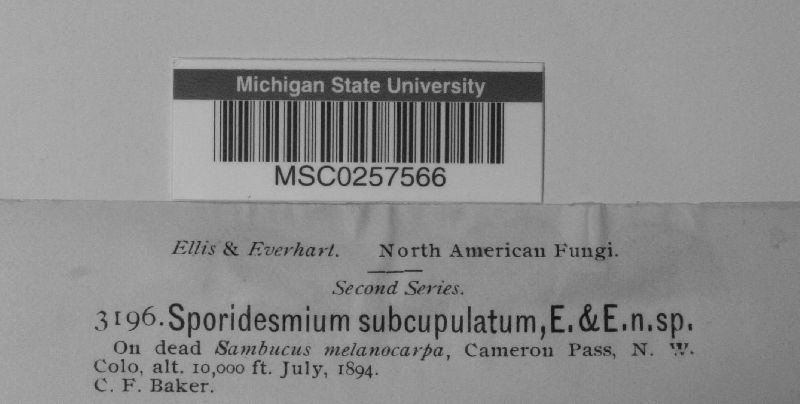 Michigan State University
MSC0257566
Ellis & Everhart. North American Fungi.
Second Series.
3196. Sporidesmium subcupulatum, E. & E. n. sp.
On dead Sambucus melanocarpa, Cameron Pass, N. W.
Colo, alt. 10,000 ft. July, 1894.
C. F. Baker.